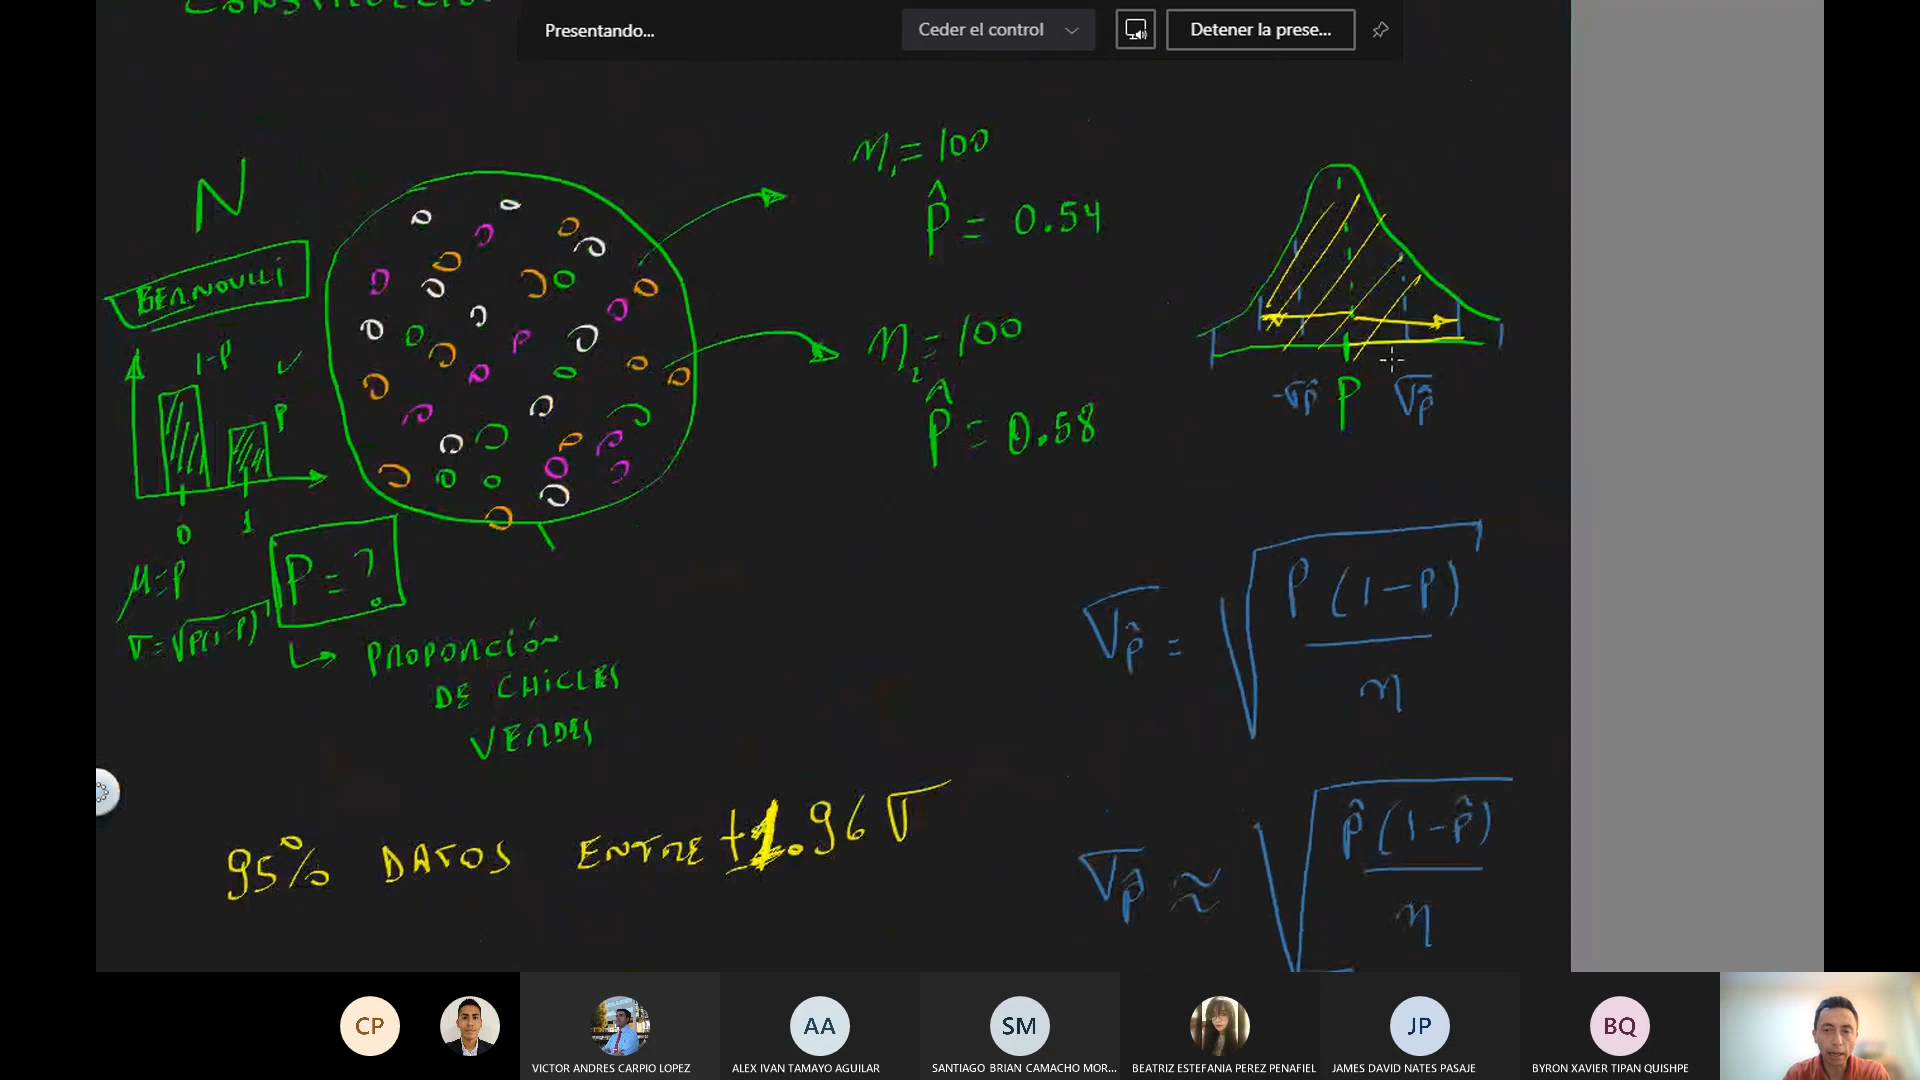 Presentando...
Ceder el control
Detener la prese...
N
BERNOULLI
1-P
P
0
1
μ=P
σ=√P(1-P)
P=?
PROPORCIÓN
DE CHICLES
VERDES
n₁=100
P̂=0.54
n₂=100
P̂=0.58
-σp̂ P σp̂
σp̂ = √P(1-P)/n
95% DATOS ENTRE ±1.96σ
σp̂ ≈ √p̂(1-p̂)/n
CP
AA
SM
JP
BQ
VICTOR ANDRES CARPIO LOPEZ
ALEX IVAN TAMAYO AGUILAR
SANTIAGO BRIAN CAMACHO MOR...
BEATRIZ ESTEFANIA PEREZ PENAFIEL
JAMES DAVID NATES PASAJE
BYRON XAVIER TIPAN QUISHPE